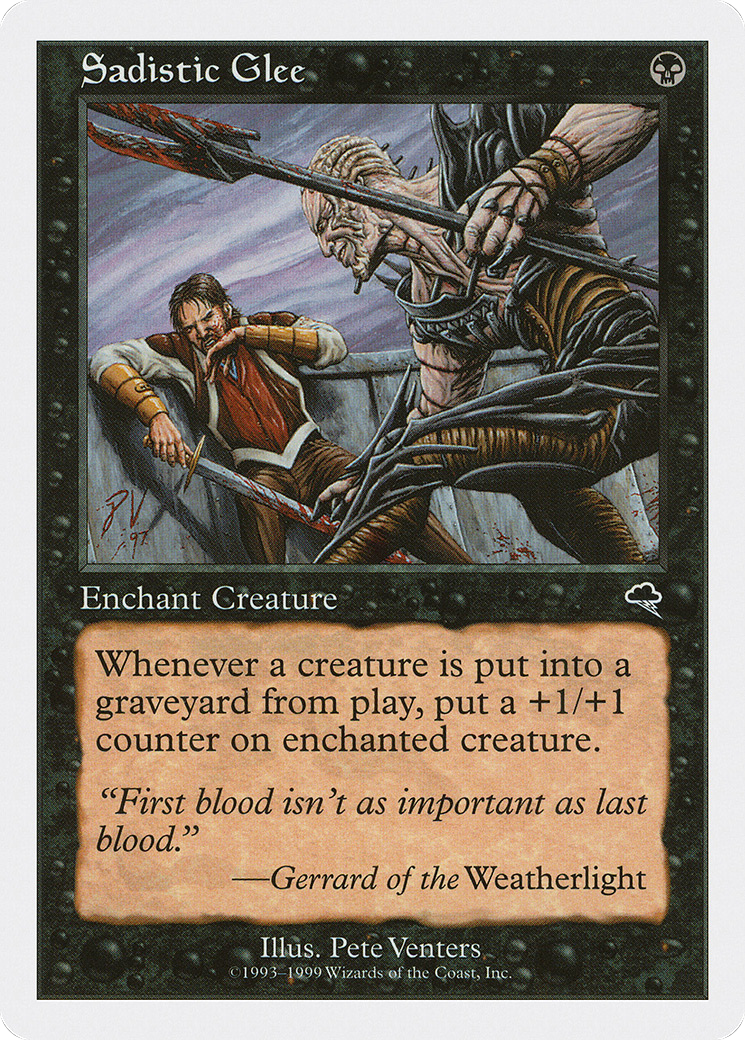 Sadistic Glee
PV
97
Enchant Creature
Whenever a creature is put into a
graveyard from play, put a +1/+1
counter on enchanted creature.
“First blood isn’t as important as last
blood.”
—Gerrard of the Weatherlight
Illus. Pete Venters
©1993–1999 Wizards of the Coast, Inc.